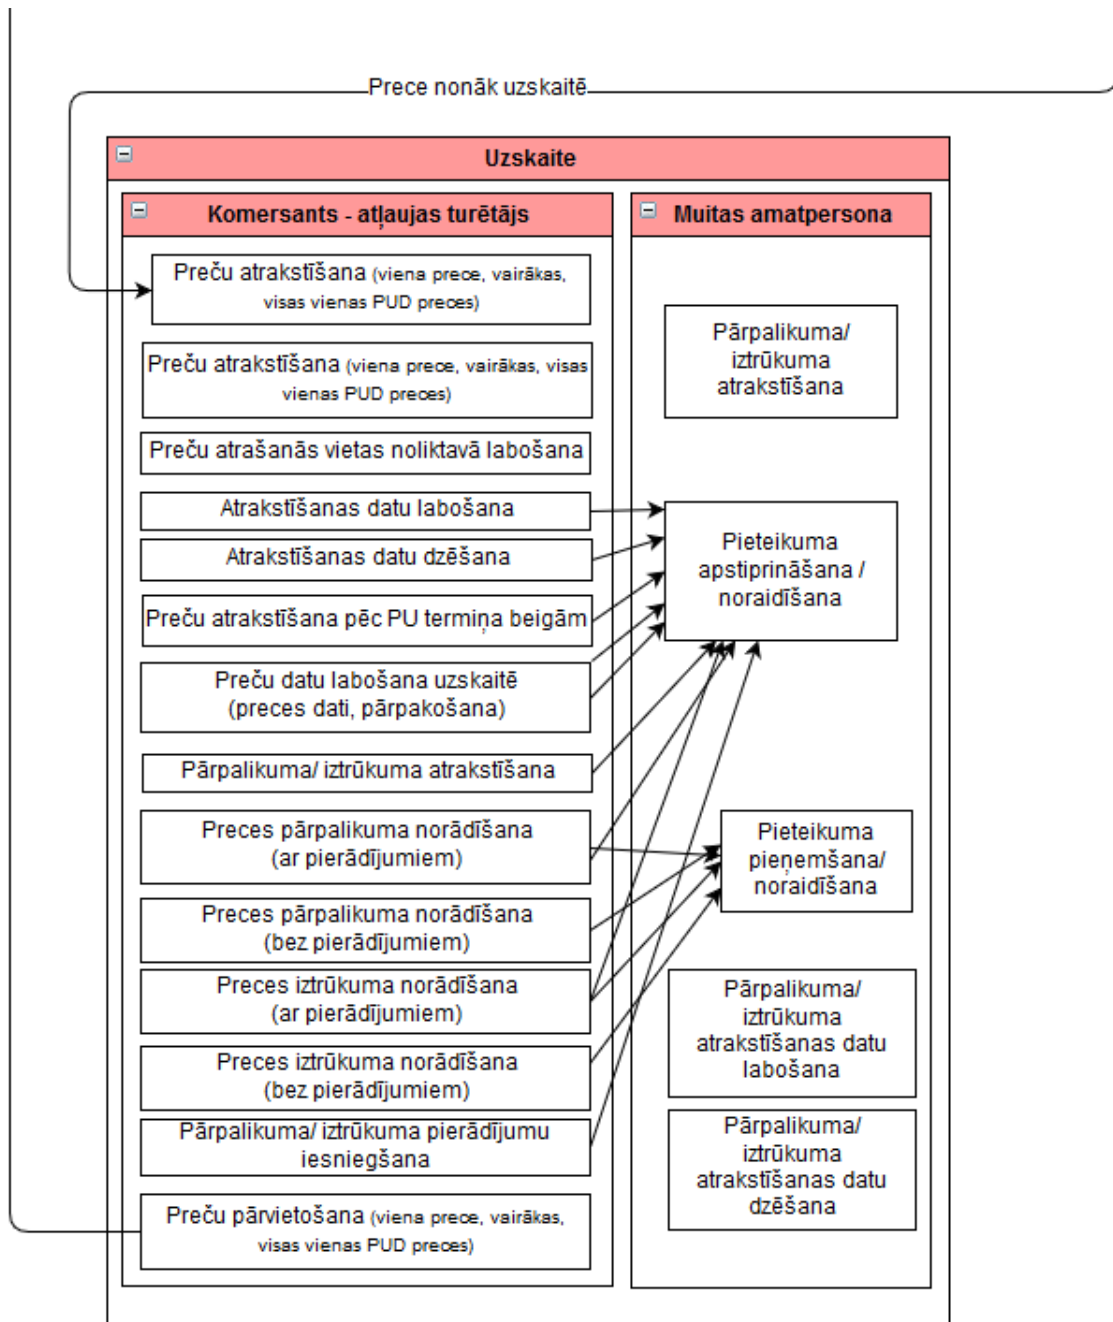 Prece nonāk uzskaitē
Uzskaite
Komersants - atļaujas turētājs
Preču atrakstīšana (viena prece, vairākas,
visas vienas PUD preces)
Preču atrakstīšana (viena prece, vairākas, visas
vienas PUD preces)
Preču atrašanās vietas noliktavā labošana
Atrakstīšanas datu labošana
Atrakstīšanas datu dzēšana
Preču atrakstīšana pēc PU termiņa beigām
Preču datu labošana uzskaitē
(preces dati, pārpakošana)
Pārpalikuma/ iztrūkuma atrakstīšana
Preces pārpalikuma norādīšana
(ar pierādījumiem)
Preces pārpalikuma norādīšana
(bez pierādījumiem)
Preces iztrūkuma norādīšana
(ar pierādījumiem)
Preces iztrūkuma norādīšana
(bez pierādījumiem)
Pārpalikuma/ iztrūkuma pierādījumu
iesniegšana
Preču pārvietošana (viena prece, vairākas,
visas vienas PUD preces)
Muitas amatpersona
Pārpalikuma/
iztrūkuma
atrakstīšana
Pieteikuma
apstiprināšana /
noraidīšana
Pieteikuma
pieņemšana/
noraidīšana
Pārpalikuma/
iztrūkuma
atrakstīšanas datu
labošana
Pārpalikuma/
iztrūkuma
atrakstīšanas datu
dzēšana